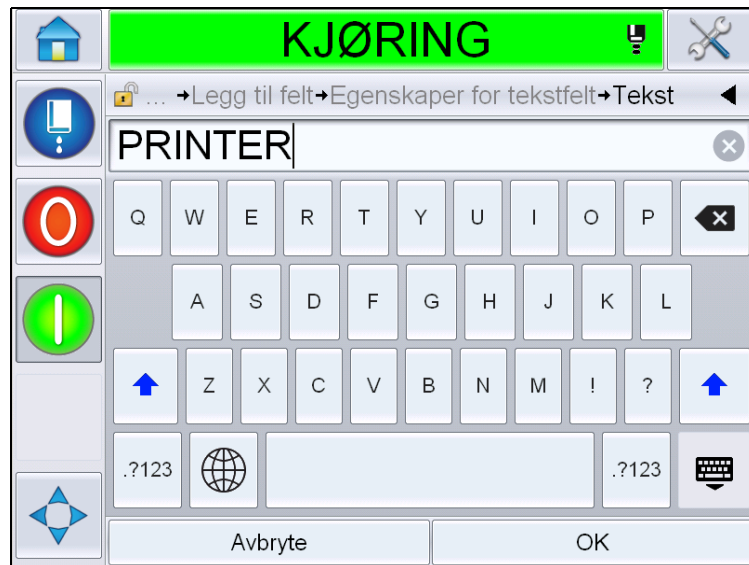 KJØRING
... →Legg til felt→Egenskaper for tekstfelt→Tekst
PRINTER
Q W E R T Y U I O P
A S D F G H J K L
Z X C V B N M ! ?
.?123 .?123
Avbryte OK